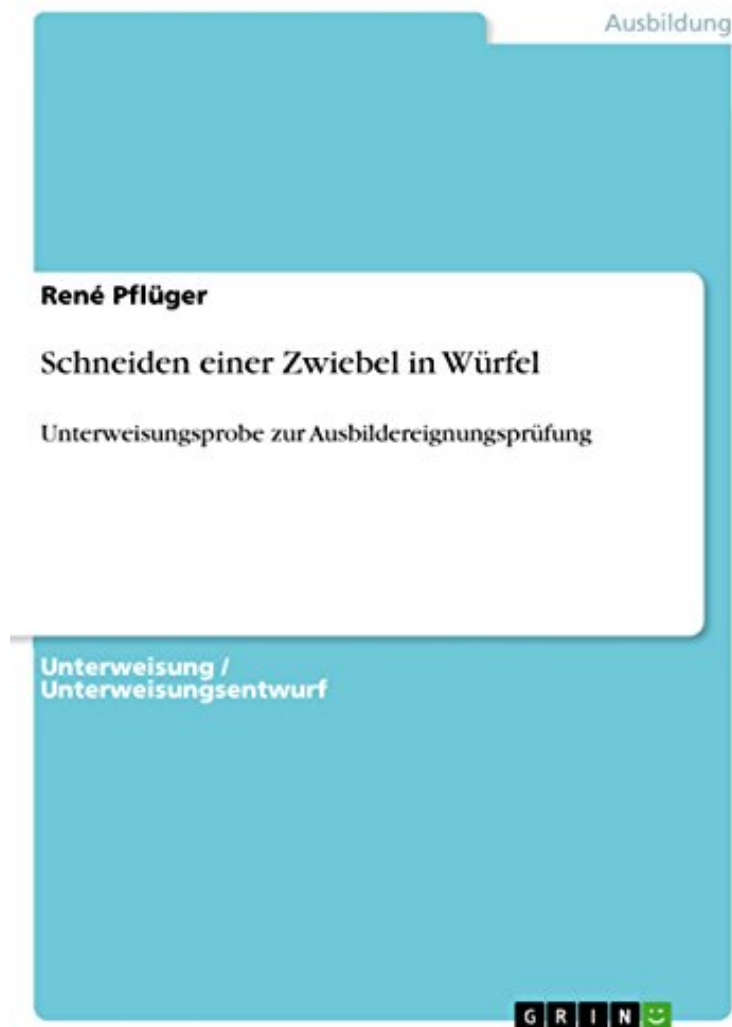 Ausbildung
René Pflüger
Schneiden einer Zwiebel in Würfel
Unterweisungsprobe zur Ausbildereignungsprüfung
Unterweisung /
Unterweisungsentwurf
GRIN